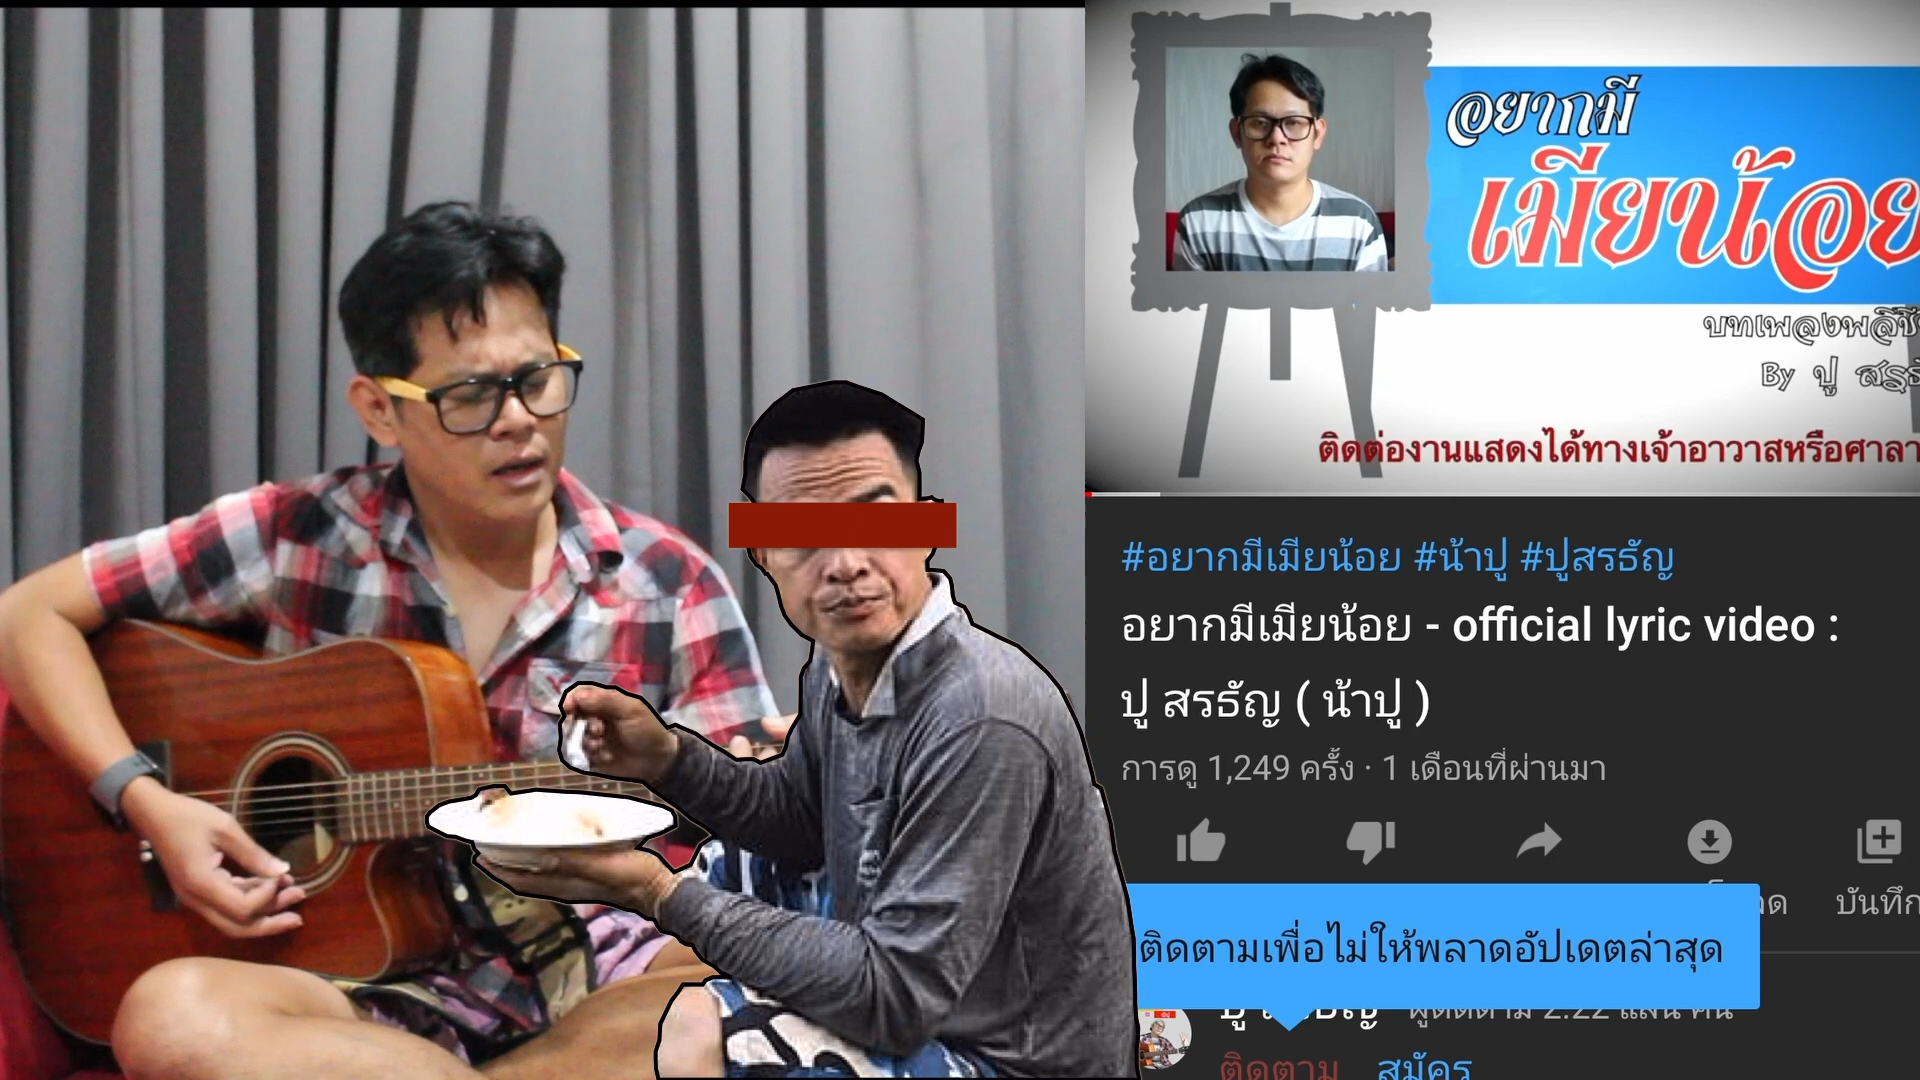 อยากมี
เมียน้อย
By ปู
ติดต่องานแสดงได้ทางเจ้าอาวาสหรือศาลา
#อยากมีเมียน้อย #น้าปู #ปูสรธัญ
อยากมีเมียน้อย - official lyric video :
ปู สรธัญ ( น้าปู )
การดู 1,249 ครั้ง · 1 เดือนที่ผ่านมา
บันทึก
ติดตามเพื่อไม่ให้พลาดอัปเดตล่าสุด
ติดตาม สมัคร